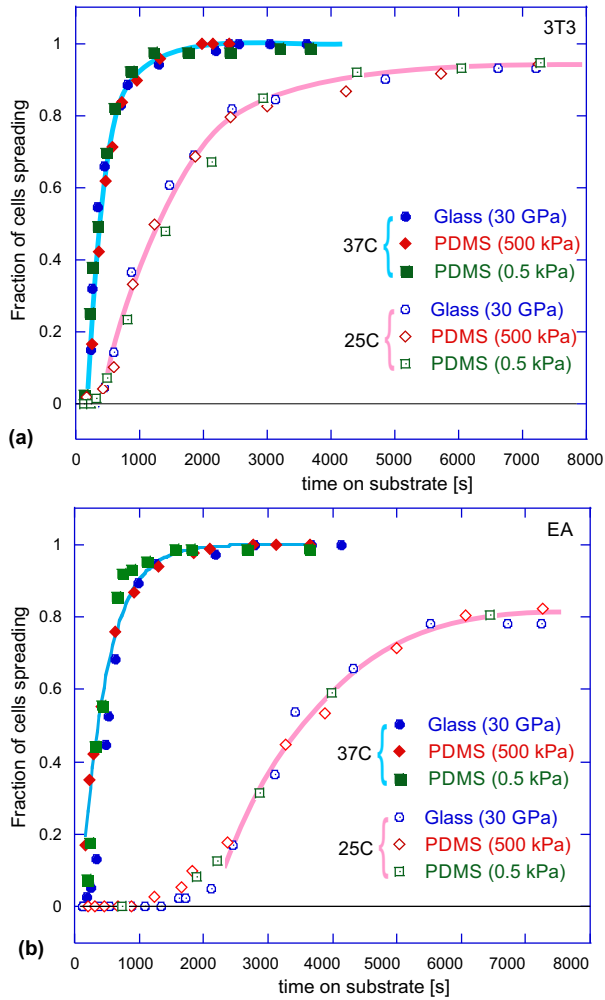 3T3
1
0.8
0.6
0.4
0.2
0
Fraction of cells spreading
37C
Glass (30 GPa)
PDMS (500 kPa)
PDMS (0.5 kPa)
25C
Glass (30 GPa)
PDMS (500 kPa)
PDMS (0.5 kPa)
(a)
0 1000 2000 3000 4000 5000 6000 7000 8000
time on substrate [s]
EA
1
0.8
0.6
0.4
0.2
0
Fraction of cells spreading
37C
Glass (30 GPa)
PDMS (500 kPa)
PDMS (0.5 kPa)
25C
Glass (30 GPa)
PDMS (500 kPa)
PDMS (0.5 kPa)
(b)
0 1000 2000 3000 4000 5000 6000 7000 8000
time on substrate [s]